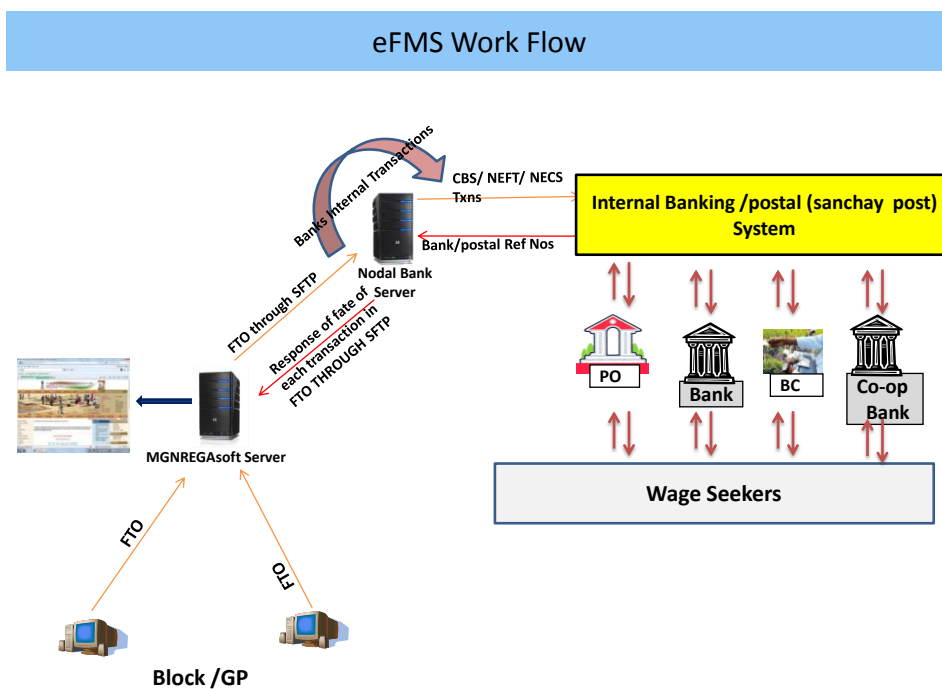 eFMS Work Flow
Banks Internal Transactions
CBS/ NEFT/ NECS
Txns
Internal Banking /postal (sanchay post)
System
Bank/postal Ref Nos
Nodal Bank
Server
FTO through SFTP
Response of fate of
each transaction in
FTO THROUGH SFTP
PO
Bank
BC
Co-op
Bank
MGNREGAsoft Server
Wage Seekers
FTO
FTO
Block /GP